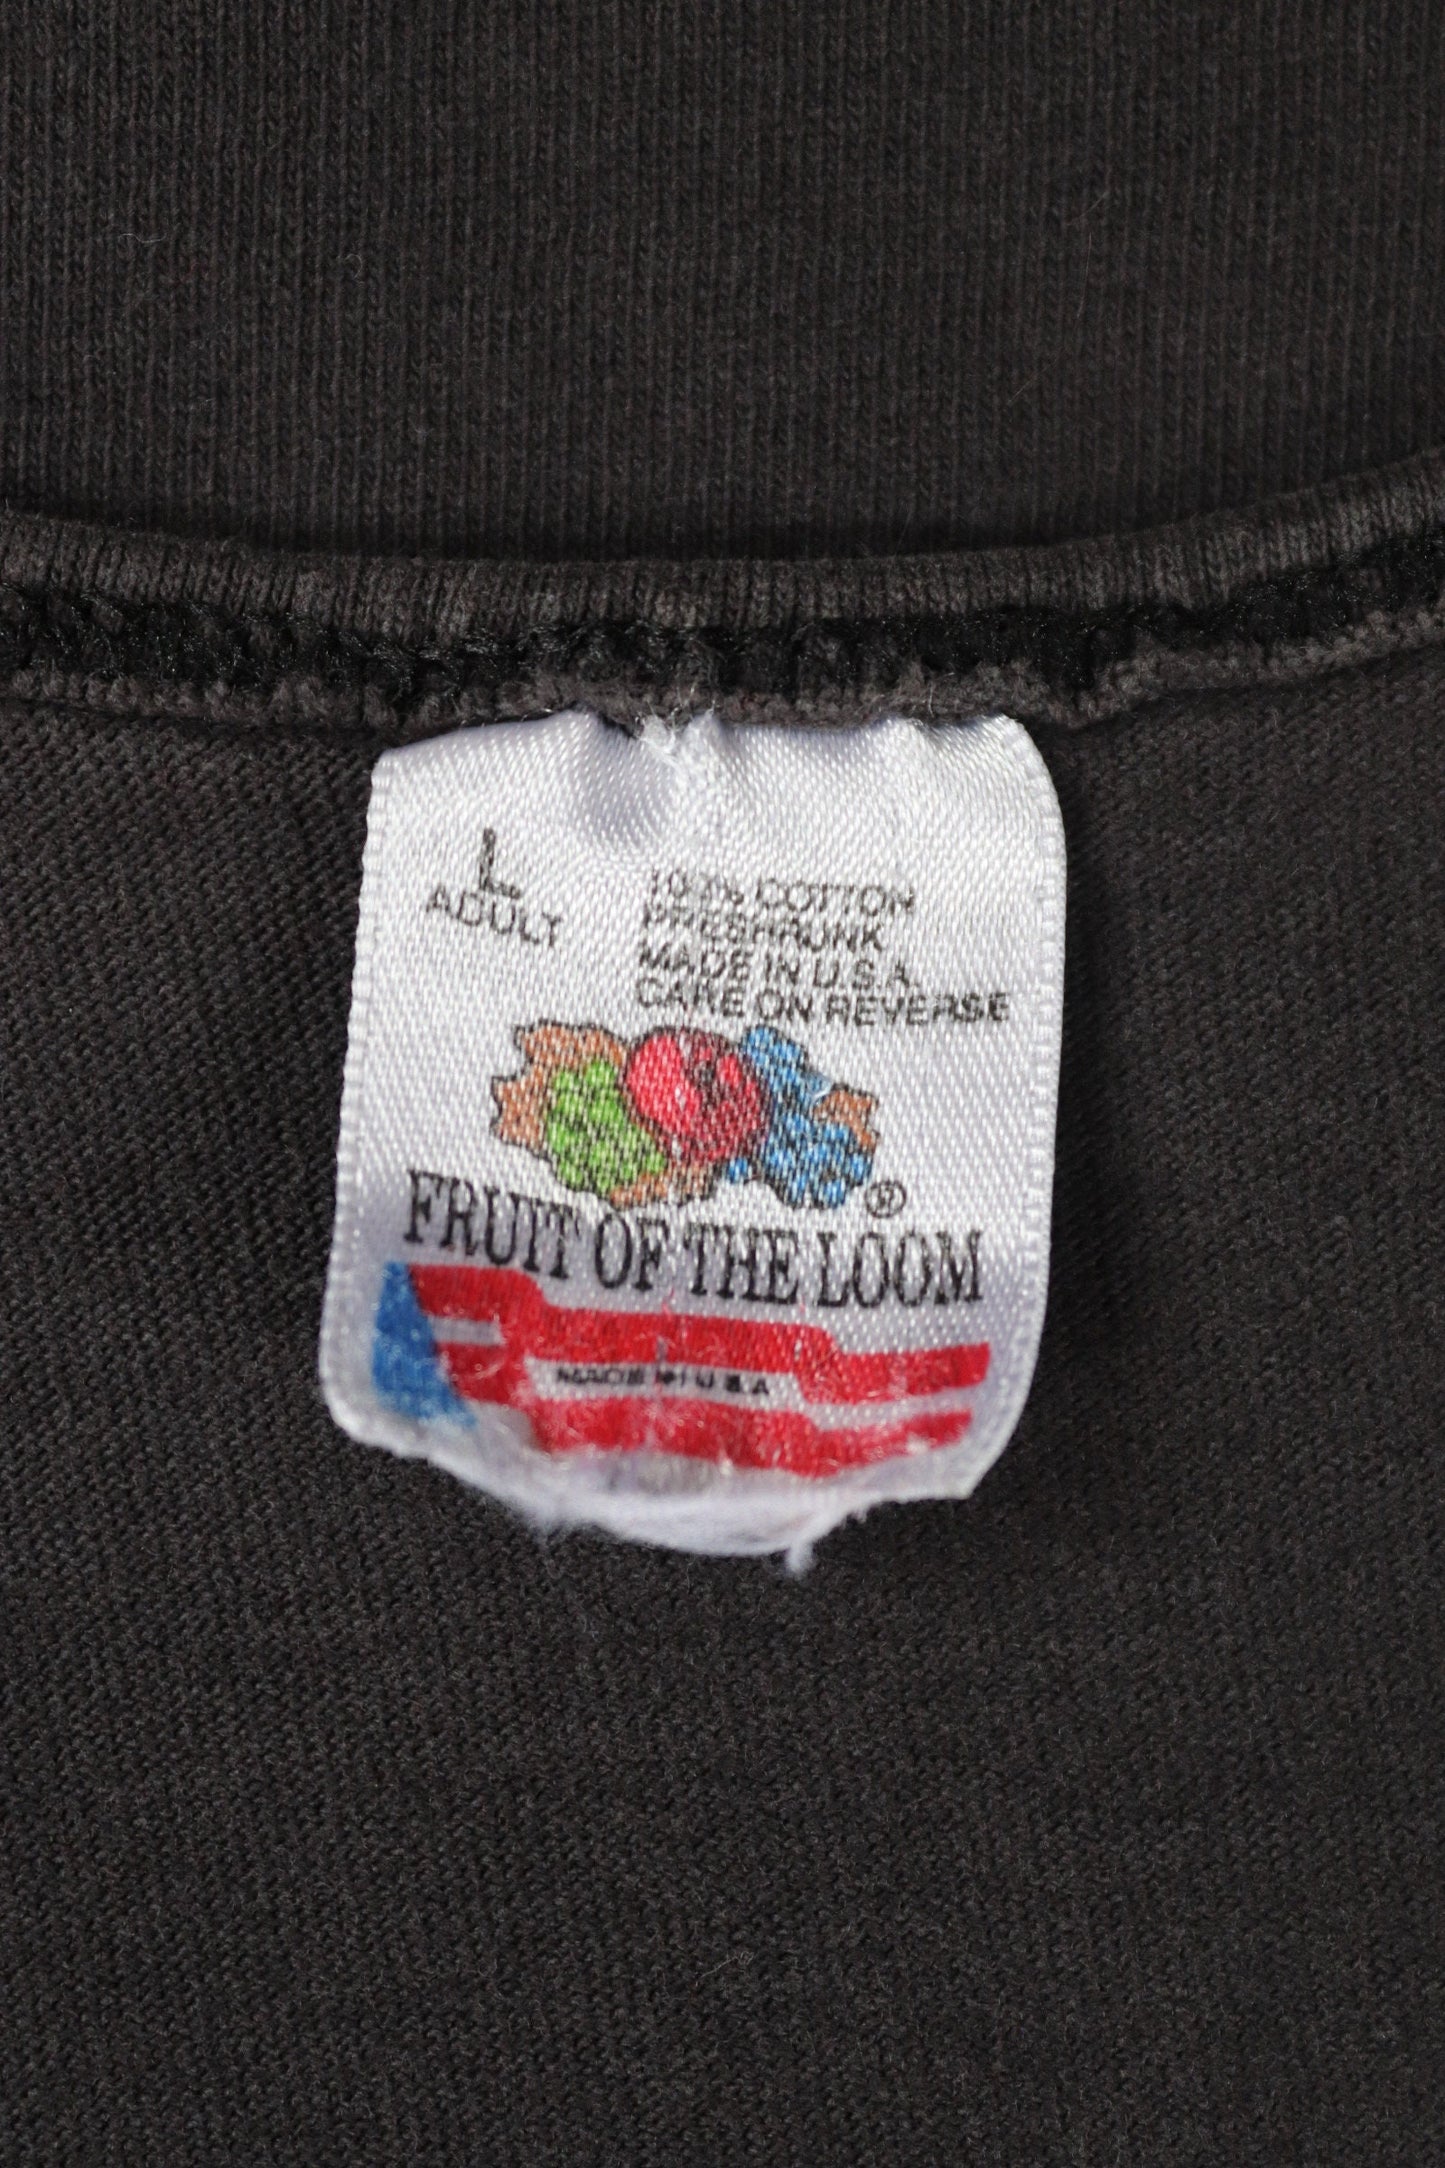 L
ADULT
100% COTTON
PRESHRUNK
MADE IN U.S.A.
CARE ON REVERSE
®
FRUIT OF THE LOOM
MADE IN U.S.A